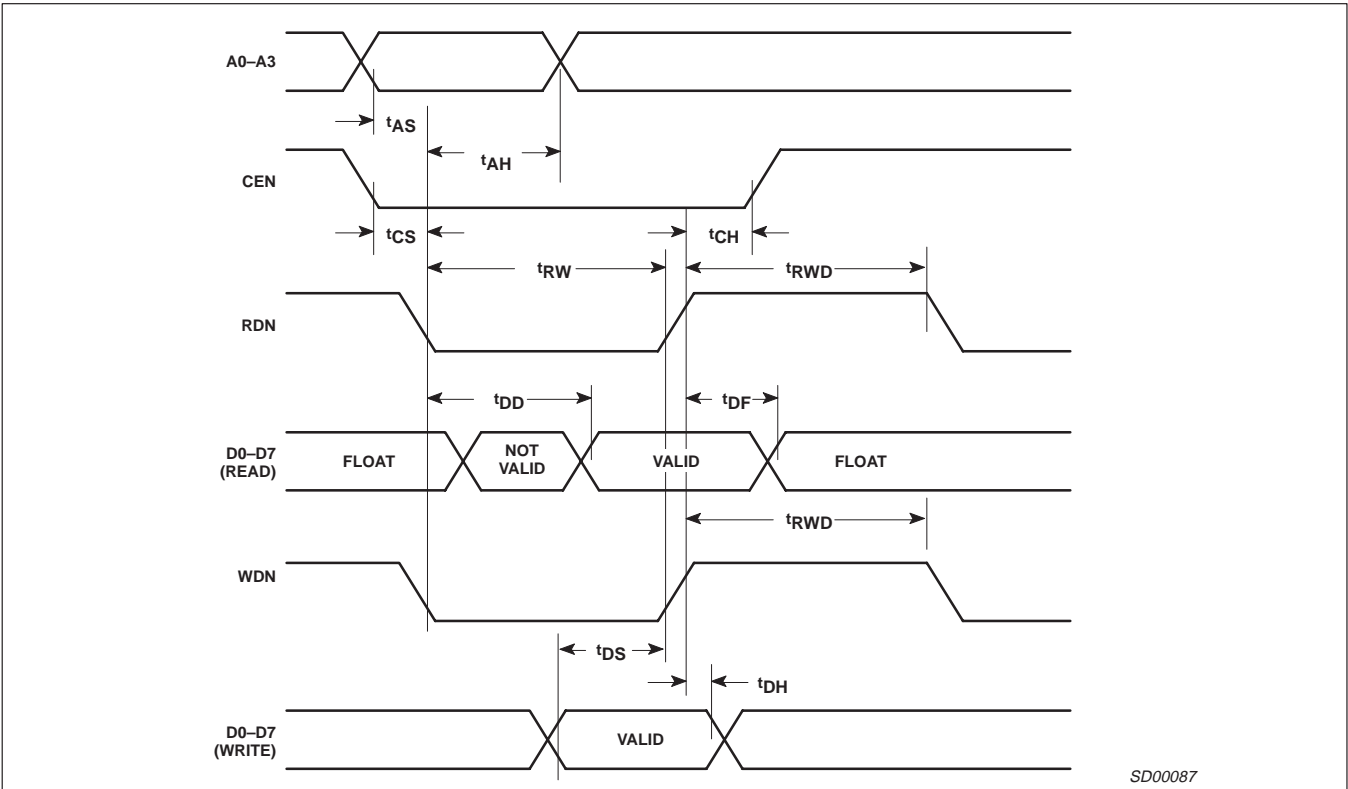 A0–A3
tAS
tAH
CEN
tCS
tCH
tRW
tRWD
RDN
tDD
tDF
D0–D7
(READ)
FLOAT
NOT
VALID
VALID
FLOAT
tRWD
WDN
tDS
tDH
D0–D7
(WRITE)
VALID
SD00087